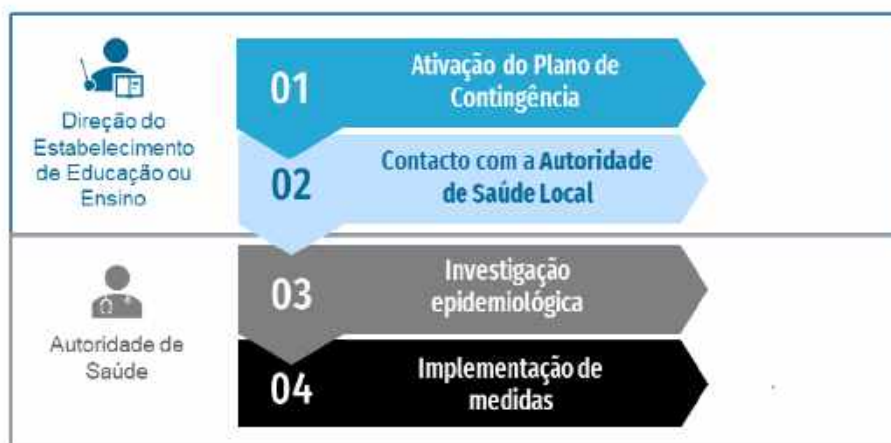 Direção do
Estabelecimento
de Educação ou
Ensino
01
Ativação do Plano de
Contingência
02
Contacto com a Autoridade
de Saúde Local
Autoridade de
Saúde
03
Investigação
epidemiológica
04
Implementação de
medidas